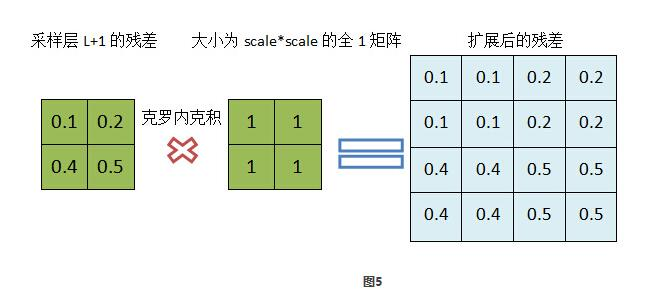 采样层 L+1 的残差 大小为 scale*scale 的全 1 矩阵 扩展后的残差
0.1 0.1 0.2 0.2
0.1 0.2 克罗内克积 1 1 0.1 0.1 0.2 0.2
0.4 0.5 1 1 0.4 0.4 0.5 0.5
0.4 0.4 0.5 0.5
图5